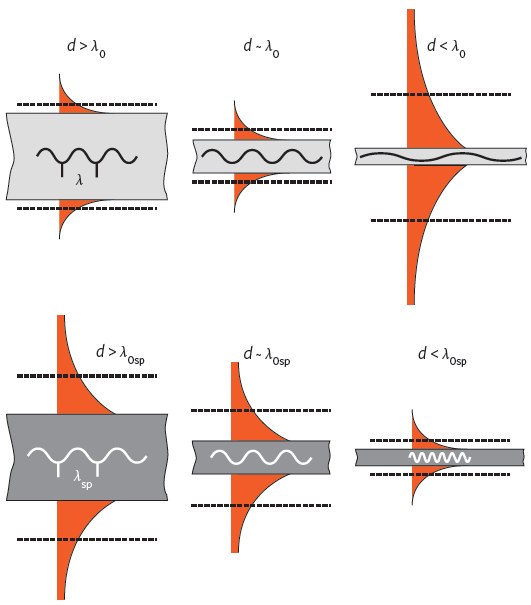 d > λ₀
d ~ λ₀
d < λ₀
λ
d > λ₀sp
d ~ λ₀sp
d < λ₀sp
λsp